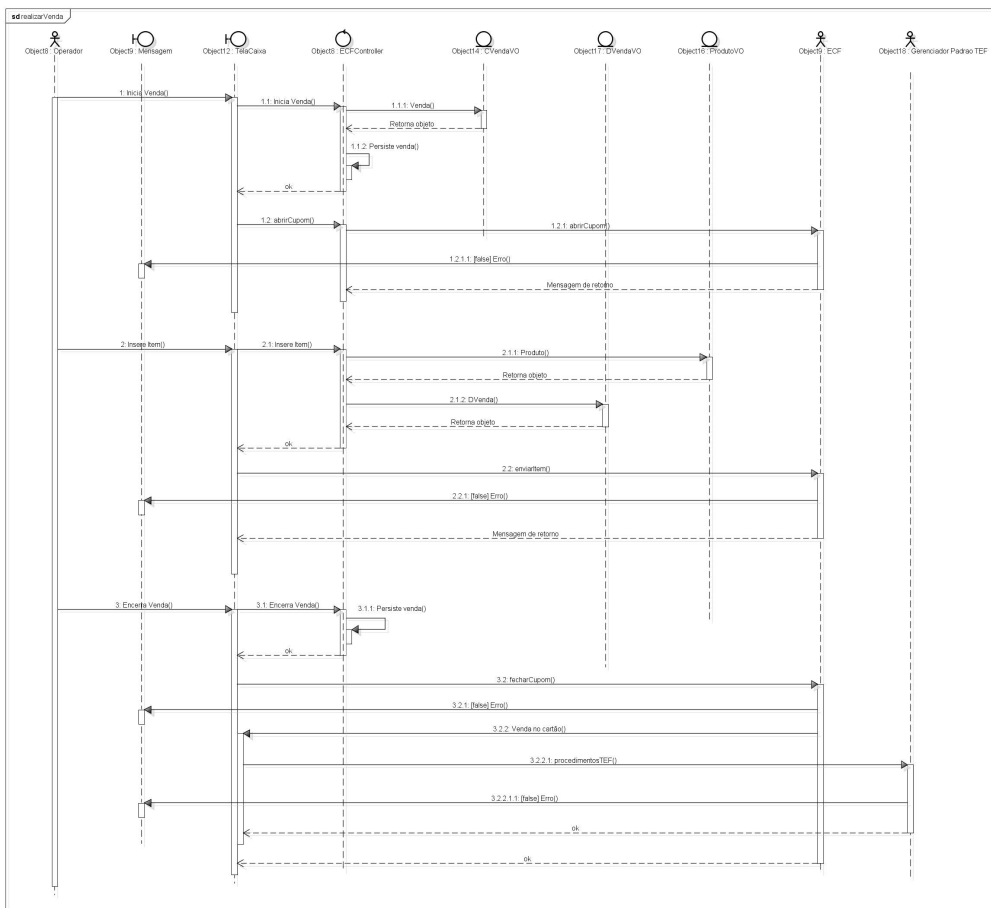 sd realizarVenda
Object8 : Operador
Object9 : Mensagem
Object12 : TelaCaixa
Object8 : ECFController
Object14 : CVendaVO
Object17 : DVendaVO
Object16 : ProdutoVO
Object9 : ECF
Object18 : Gerenciador Padrao TEF
1: Inicia Venda()
1.1: Inicia Venda()
1.1.1: Venda()
Retorna objeto
1.1.2: Persiste venda()
ok
1.2: abrirCupom()
1.2.1: abrirCupom()
1.2.1.1: [false] Erro()
Mensagem de retorno
2: Insere Item()
2.1: Insere Item()
2.1.1: Produto()
Retorna objeto
2.1.2: DVenda()
Retorna objeto
ok
2.2: enviarItem()
2.2.1: [false] Erro()
Mensagem de retorno
3: Encerra Venda()
3.1: Encerra Venda()
3.1.1: Persiste venda()
ok
3.2: fecharCupom()
3.2.1: [false] Erro()
3.2.2: Venda no cartão()
3.2.2.1: procedimentosTEF()
3.2.2.1.1: [false] Erro()
ok
ok